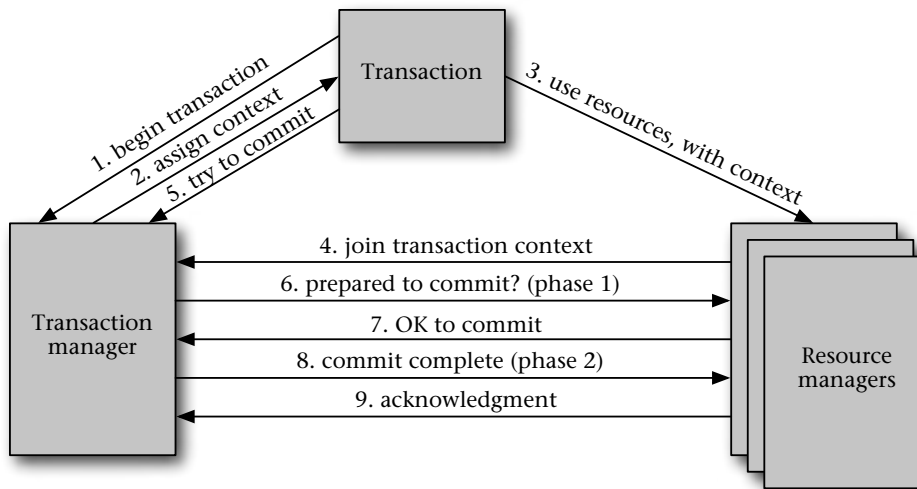 Transaction
1. begin transaction
2. assign context
5. try to commit
3. use resources, with context
4. join transaction context
6. prepared to commit? (phase 1)
7. OK to commit
8. commit complete (phase 2)
9. acknowledgment
Transaction
manager
Resource
managers